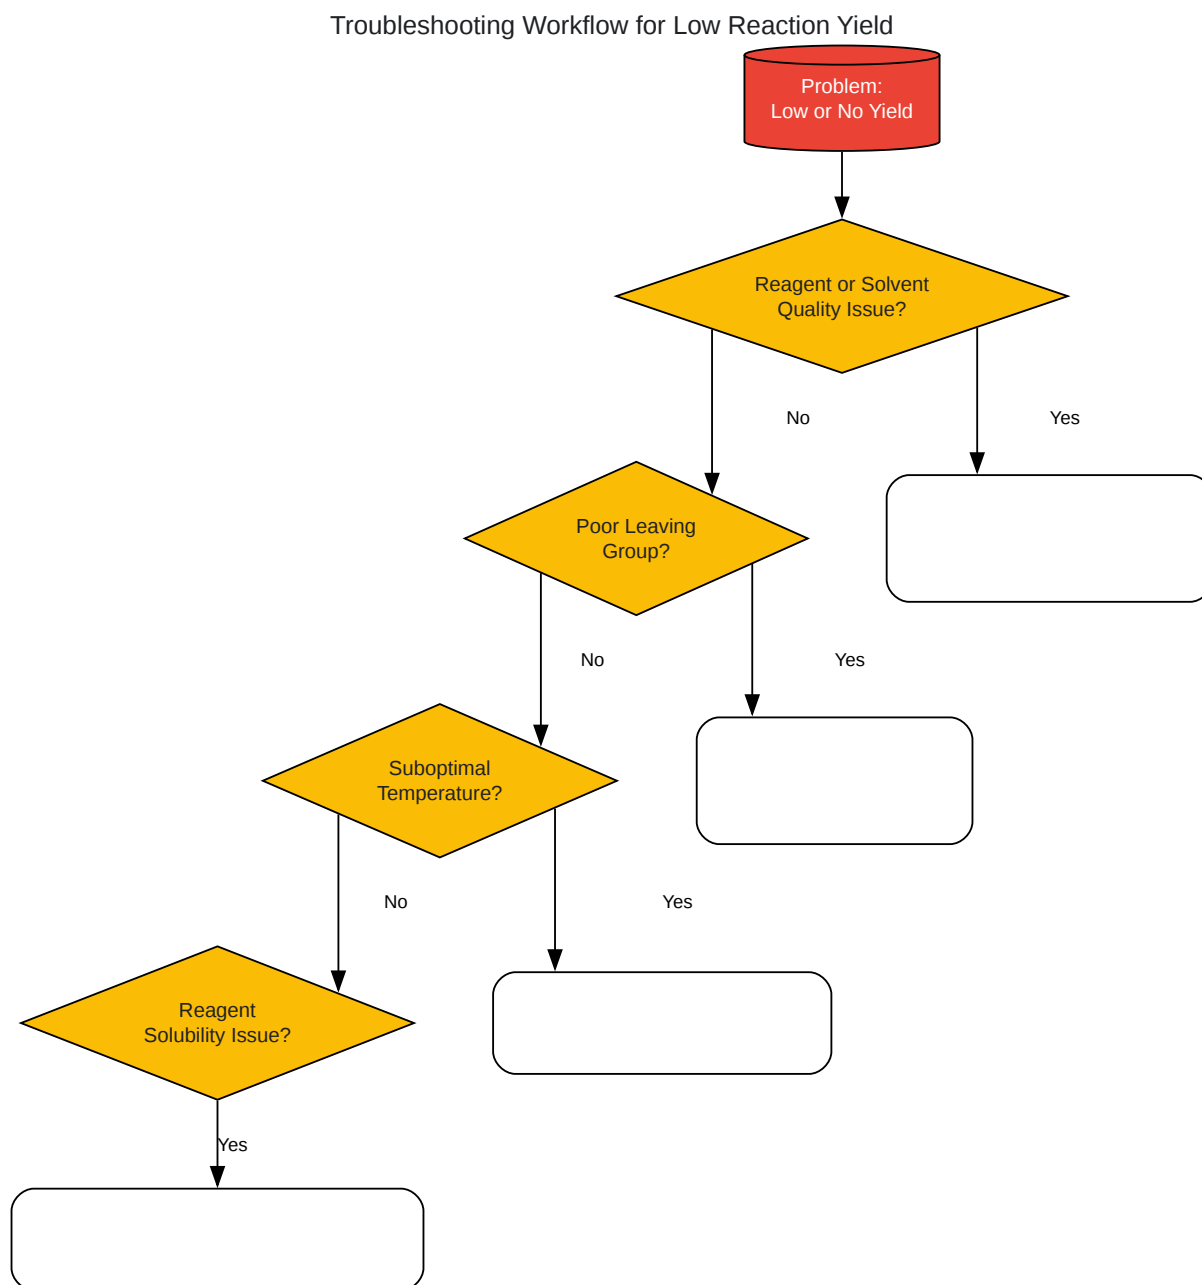 Troubleshooting Workflow for Low Reaction Yield
Problem:
Low or No Yield
Reagent or Solvent
Quality Issue?
No
Yes
Poor Leaving
Group?
No
Yes
Suboptimal
Temperature?
No
Yes
Reagent
Solubility Issue?
Yes